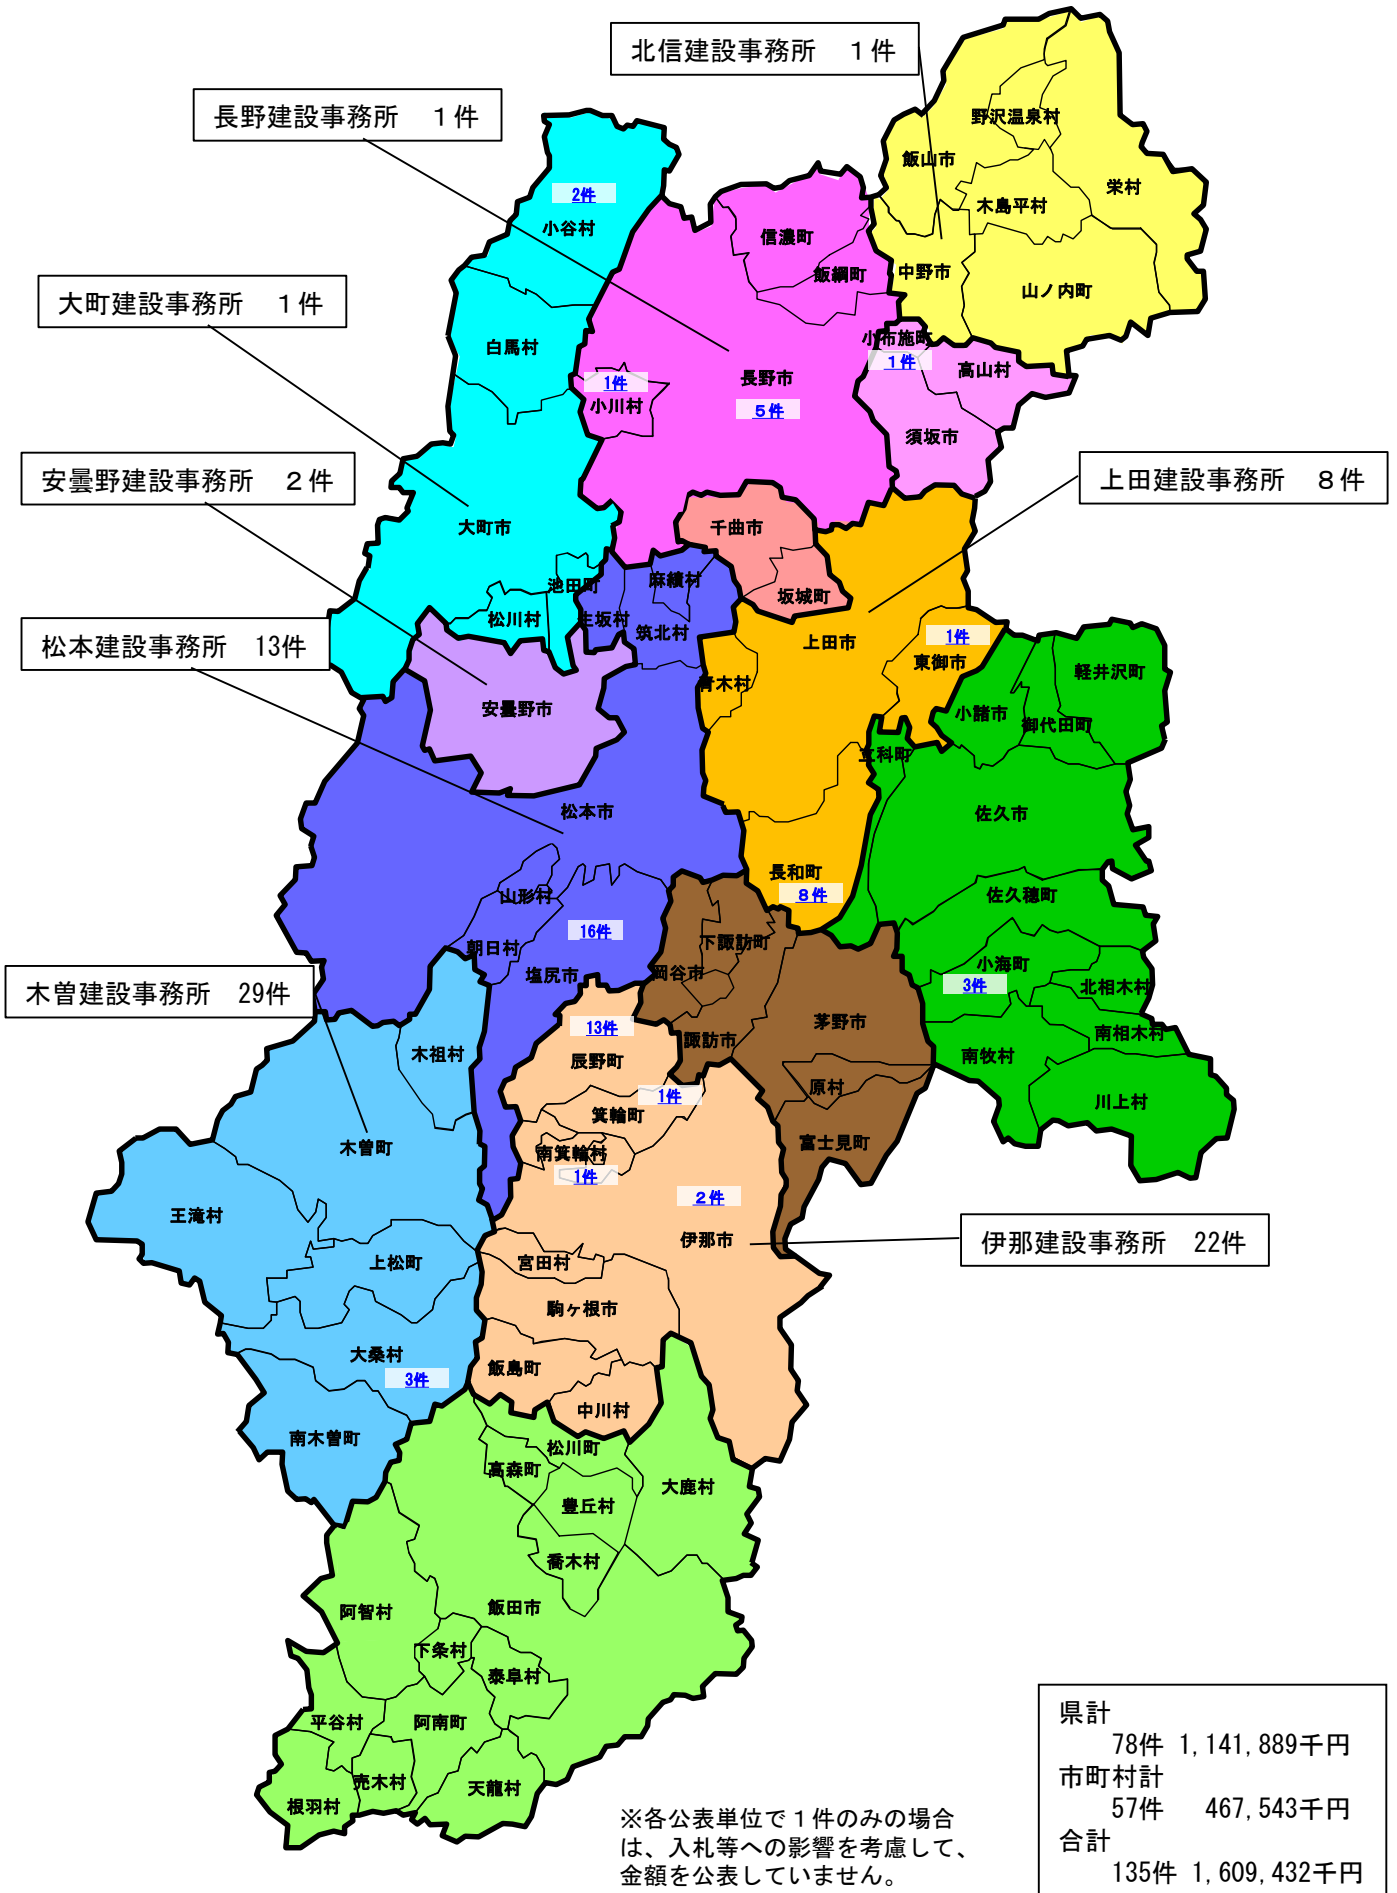 北信建設事務所　１件
長野建設事務所　１件
野沢温泉村
飯山市
栄村
2件
木島平村
小谷村
信濃町
飯綱町
中野市
山ノ内町
大町建設事務所　１件
白馬村
小布施町
1件
高山村
長野市
1件
小川村
５件
須坂市
安曇野建設事務所　２件
上田建設事務所　８件
大町市
千曲市
池田町
麻績村
坂城町
松川村
生坂村
筑北村
松本建設事務所　13件
上田市
1件
東御市
軽井沢町
青木村
安曇野市
小諸市
御代田町
立科町
松本市
佐久市
長和町
８件
山形村
佐久穂町
16件
朝日村
塩尻市
下諏訪町
岡谷市
小海町
3件
北相木村
木曽建設事務所　29件
茅野市
13件
諏訪市
南相木村
木祖村
辰野町
南牧村
原村
1件
箕輪町
川上村
木曽町
南箕輪村
1件
富士見町
２件
王滝村
伊那市
伊那建設事務所　22件
上松町
宮田村
駒ヶ根市
大桑村
3件
飯島町
中川村
南木曽町
松川町
高森町
大鹿村
豊丘村
喬木村
阿智村
飯田市
下条村
泰阜村
平谷村
阿南町
売木村
天龍村
根羽村
※各公表単位で１件のみの場合
は、入札等への影響を考慮して、
金額を公表していません。
県計
78件 1,141,889千円
市町村計
57件　467,543千円
合計
135件 1,609,432千円